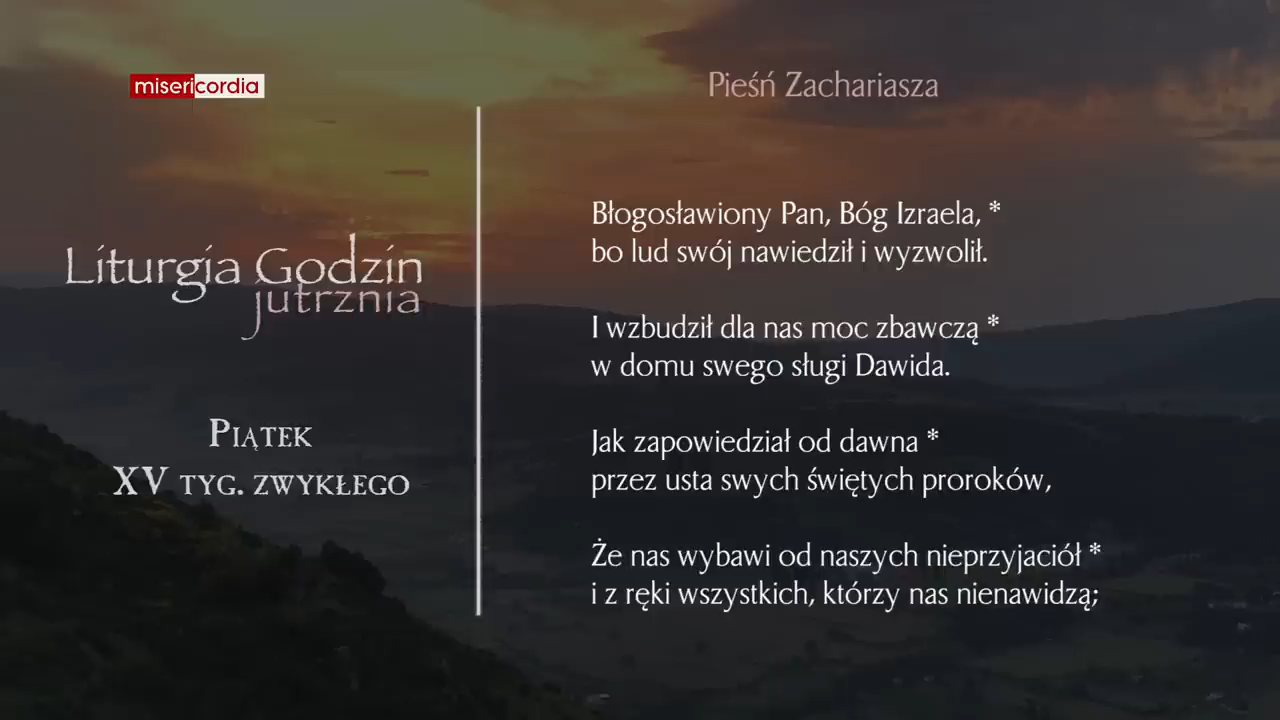 misericordia
Liturgia Godzin
jutrznia
Piątek
XV tyg. zwykłego
Pieśń Zachariasza
Błogosławiony Pan, Bóg Izraela, *
bo lud swój nawiedził i wyzwolił.
I wzbudził dla nas moc zbawczą *
w domu swego sługi Dawida.
Jak zapowiedział od dawna *
przez usta swych świętych proroków,
Że nas wybawi od naszych nieprzyjaciół *
i z ręki wszystkich, którzy nas nienawidzą;